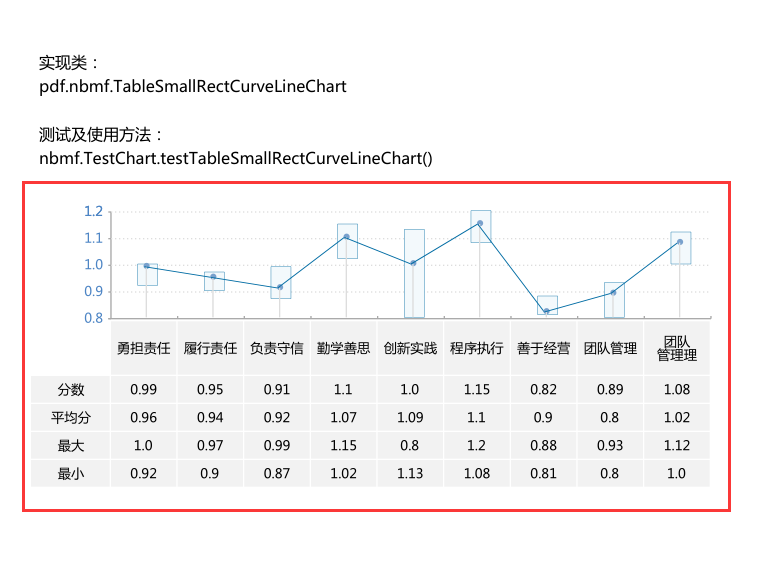 实现类：
pdf.nbmf.TableSmallRectCurveLineChart
测试及使用方法：
nbmf.TestChart.testTableSmallRectCurveLineChart()
1.2
1.1
1.0
0.9
0.8
勇担责任 履行责任 负责守信 勤学善思 创新实践 程序执行 善于经营 团队管理 团队
管理理
分数 0.99 0.95 0.91 1.1 1.0 1.15 0.82 0.89 1.08
平均分 0.96 0.94 0.92 1.07 1.09 1.1 0.9 0.8 1.02
最大 1.0 0.97 0.99 1.15 0.8 1.2 0.88 0.93 1.12
最小 0.92 0.9 0.87 1.02 1.13 1.08 0.81 0.8 1.0